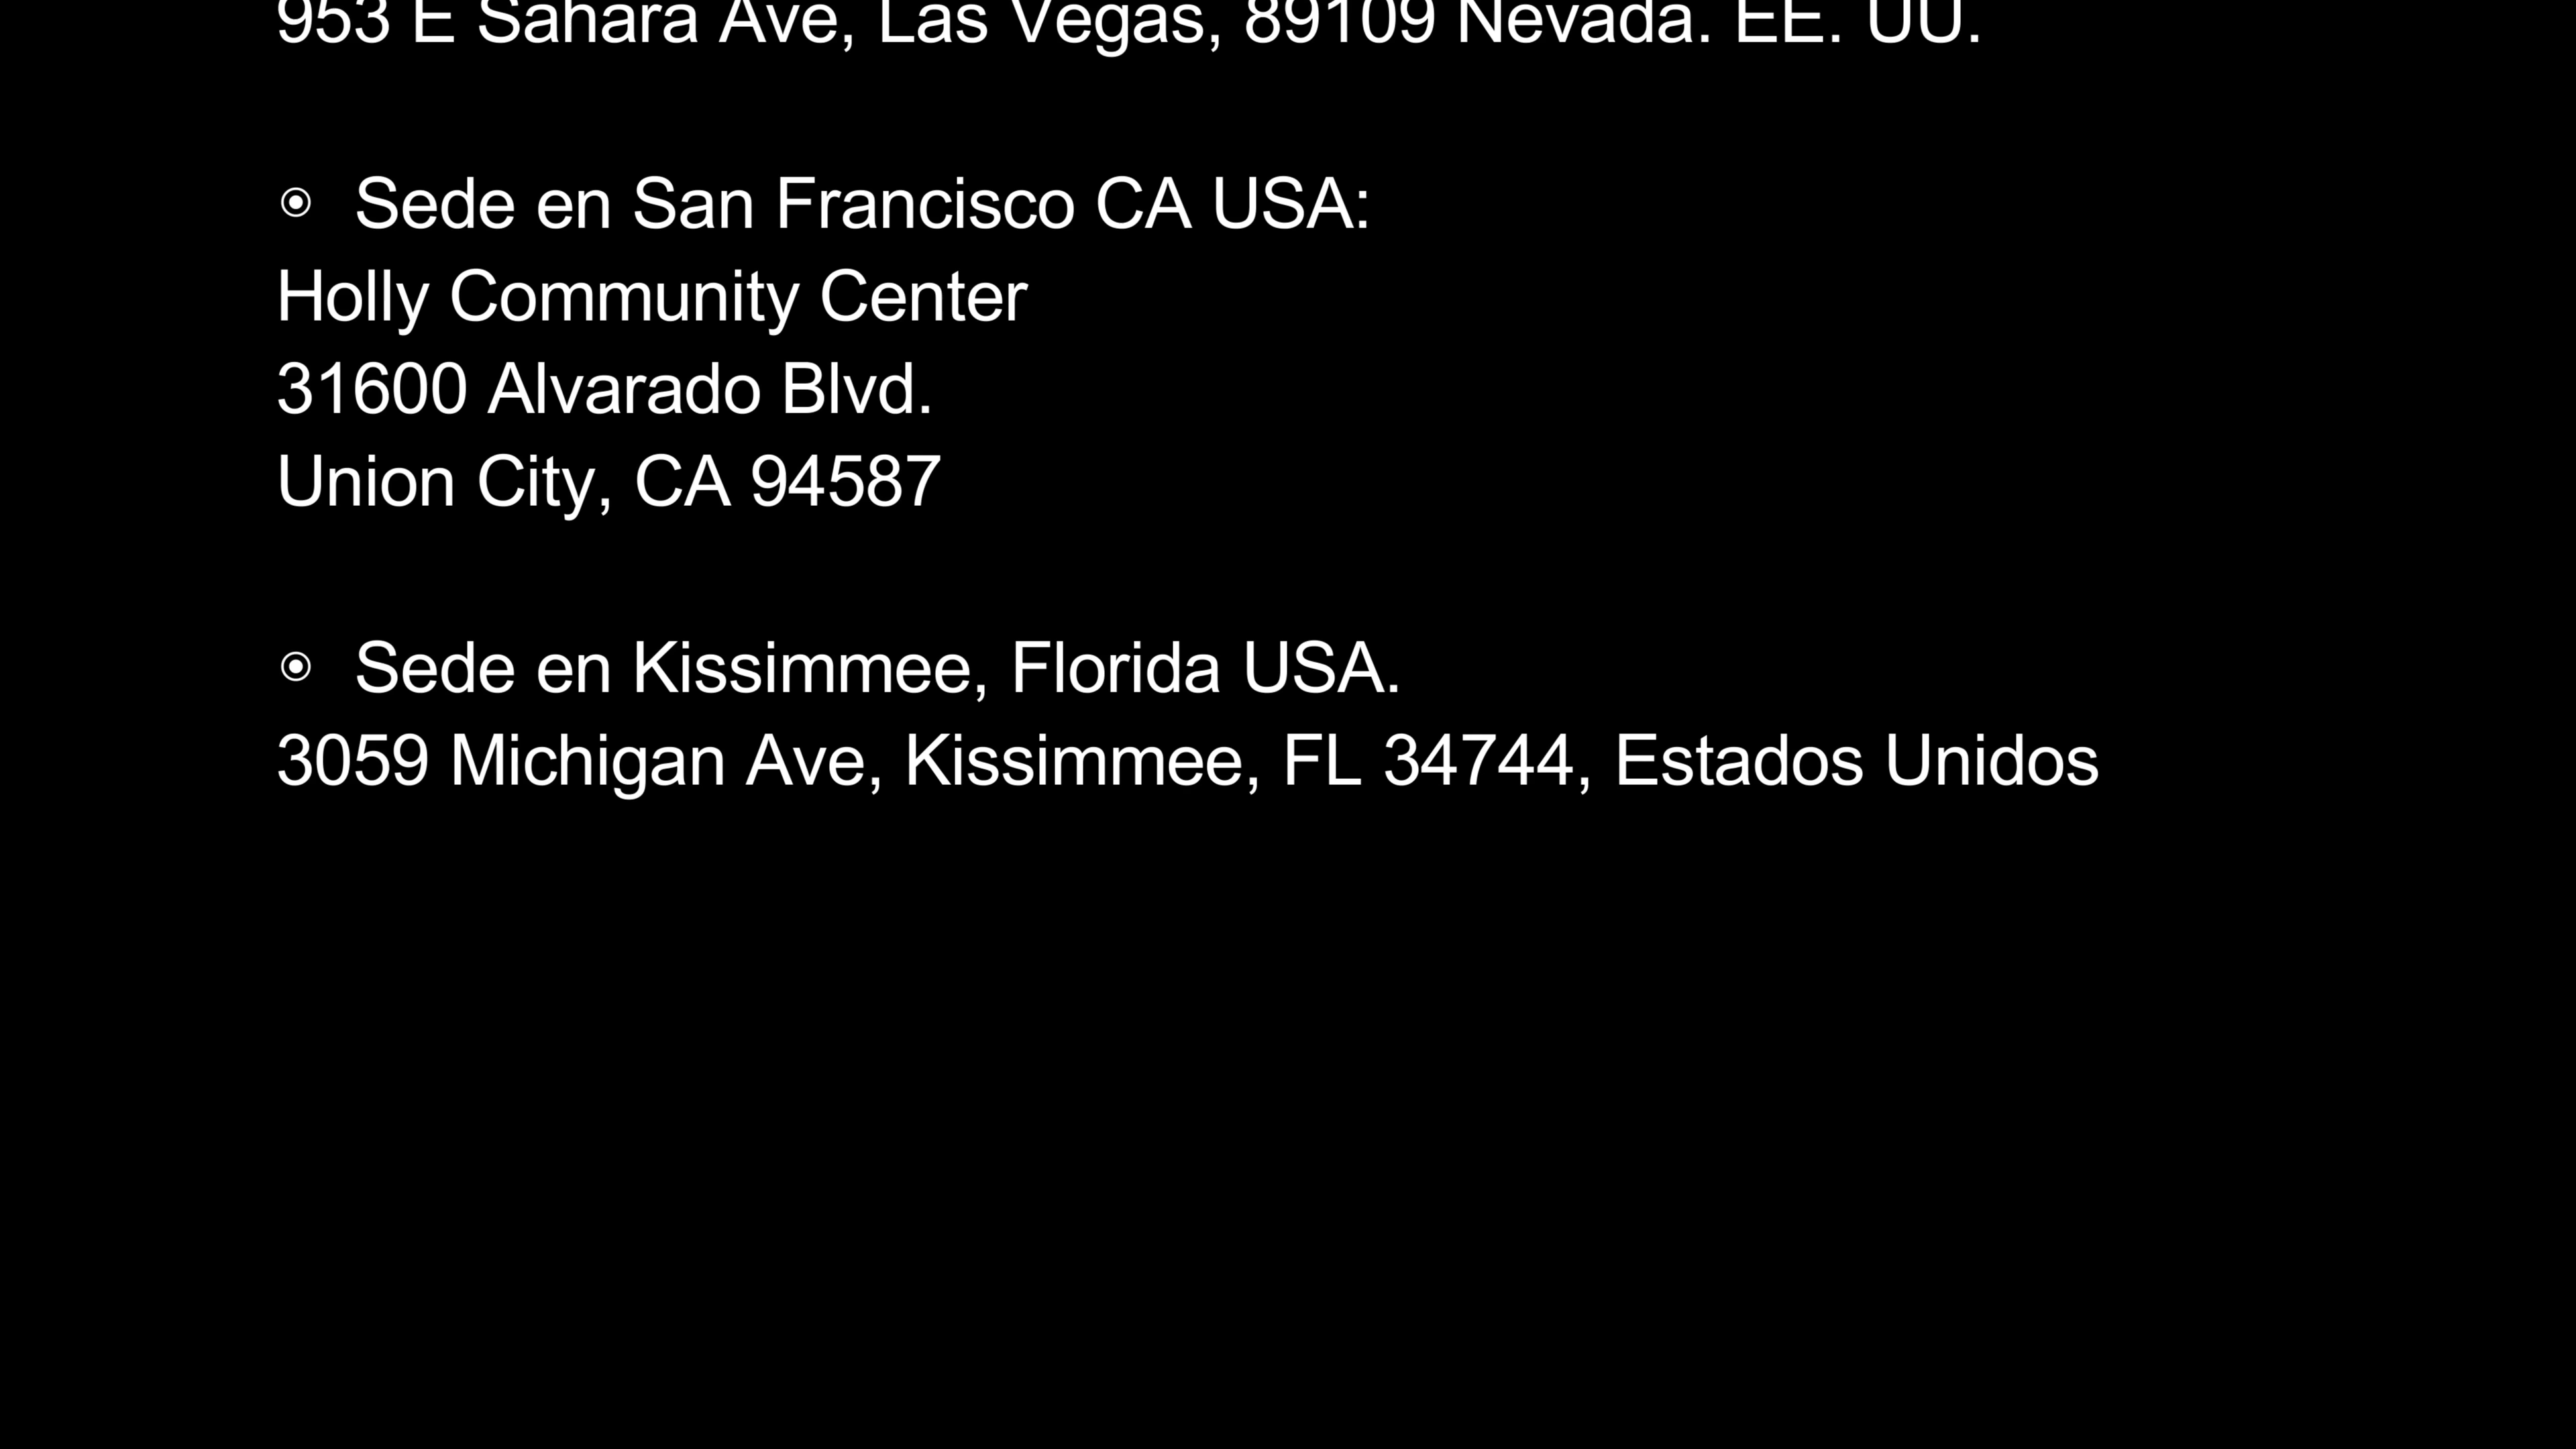 953 E Sahara Ave, Las Vegas, 89109 Nevada. EE. UU.
◉ Sede en San Francisco CA USA:
Holly Community Center
31600 Alvarado Blvd.
Union City, CA 94587
◉ Sede en Kissimmee, Florida USA.
3059 Michigan Ave, Kissimmee, FL 34744, Estados Unidos